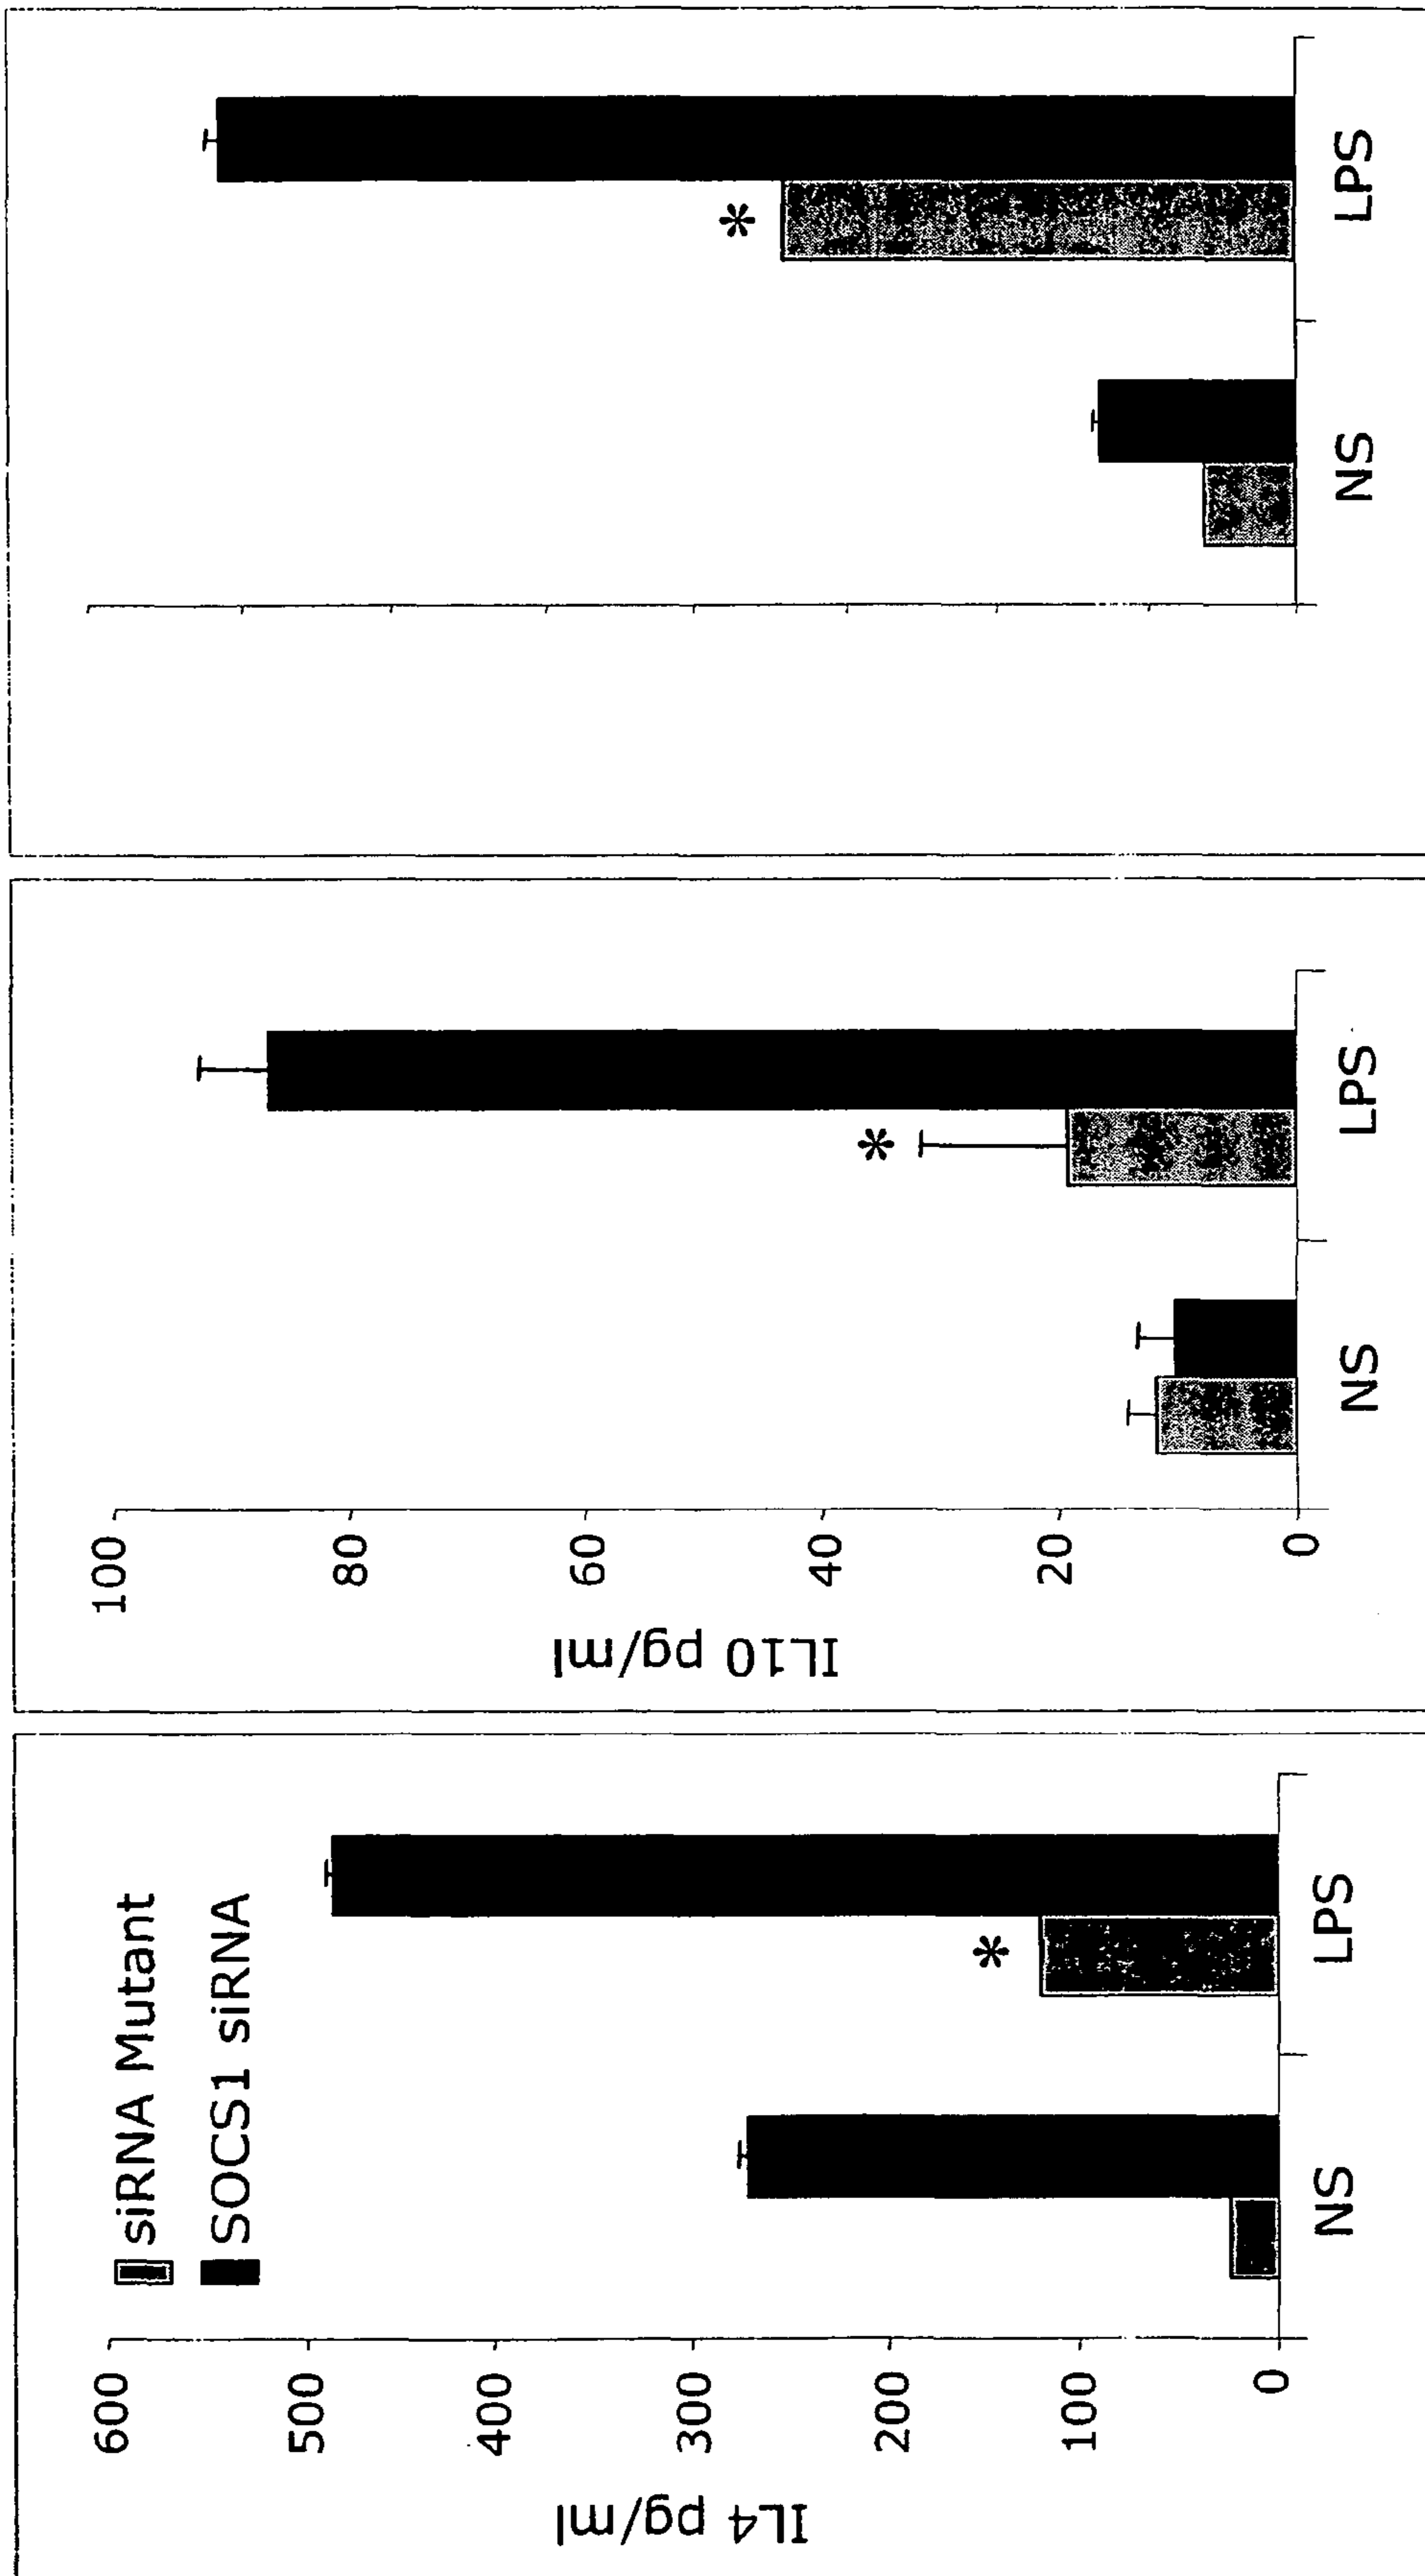 600
500
400
300
200
100
0
IL4 pg/ml
siRNA Mutant
SOCS1 siRNA
*
NS
LPS
100
80
60
40
20
0
IL10 pg/ml
*
NS
LPS
*
NS
LPS